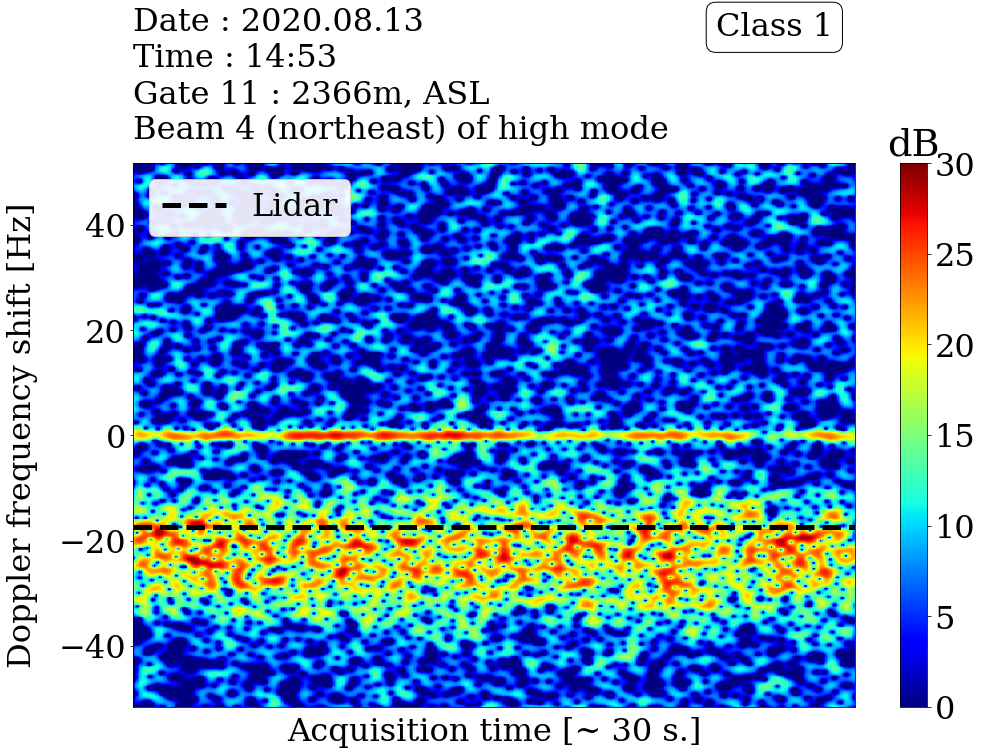 Date : 2020.08.13
Time : 14:53
Gate 11 : 2366m, ASL
Beam 4 (northeast) of high mode
Class 1
dB
Lidar
Doppler frequency shift [Hz]
40
20
0
−20
−40
30
25
20
15
10
5
0
Acquisition time [~ 30 s.]